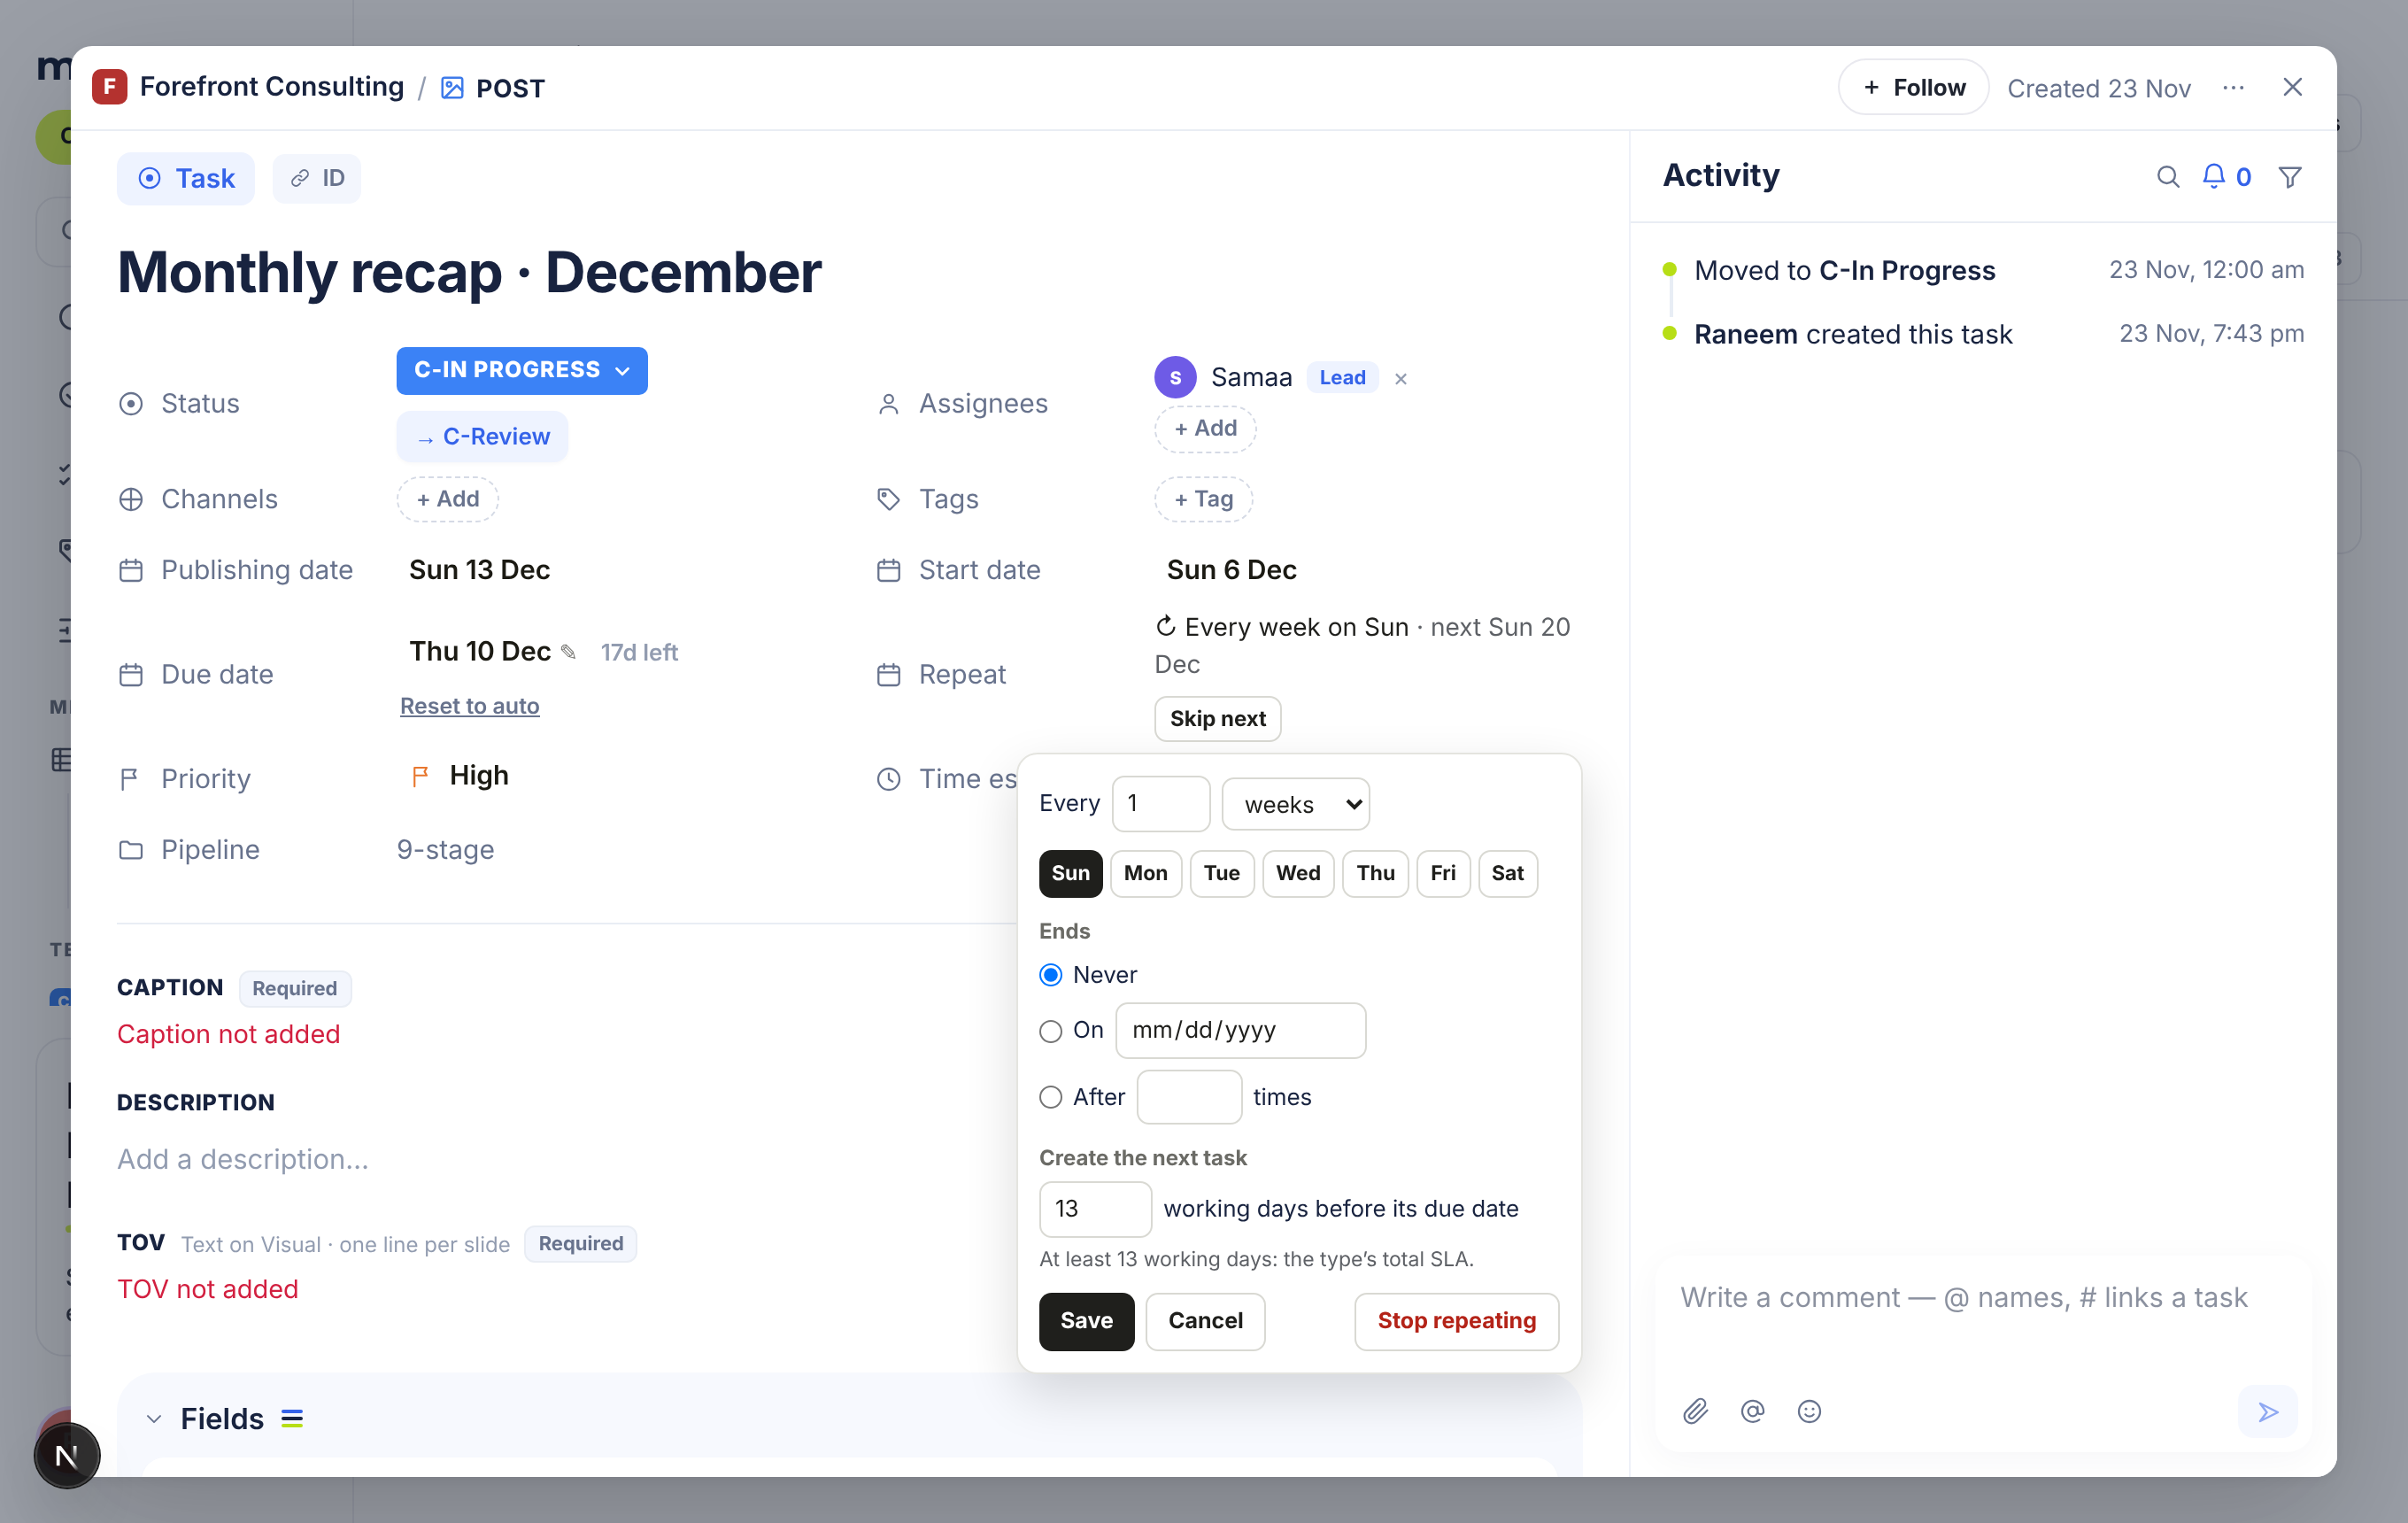 Forefront Consulting / POST
+ Follow
Created 23 Nov
F
Task
ID
Monthly recap · December
Status
C-IN PROGRESS
→ C-Review
Assignees
S
Samaa
Lead
×
+ Add
Channels
+ Add
Tags
+ Tag
Publishing date
Sun 13 Dec
Start date
Sun 6 Dec
Due date
Thu 10 Dec
17d left
Reset to auto
Repeat
Every week on Sun · next Sun 20
Dec
Skip next
Priority
High
Time es
Pipeline
9-stage
Every 1 weeks
Sun Mon Tue Wed Thu Fri Sat
Ends
Never
On mm/dd/yyyy
After times
Create the next task
13 working days before its due date
At least 13 working days: the type's total SLA.
Save
Cancel
Stop repeating
CAPTION Required
Caption not added
DESCRIPTION
Add a description...
TOV Text on Visual · one line per slide Required
TOV not added
Fields
Activity
0
Moved to C-In Progress 23 Nov, 12:00 am
Raneem created this task 23 Nov, 7:43 pm
Write a comment — @ names, # links a task
N